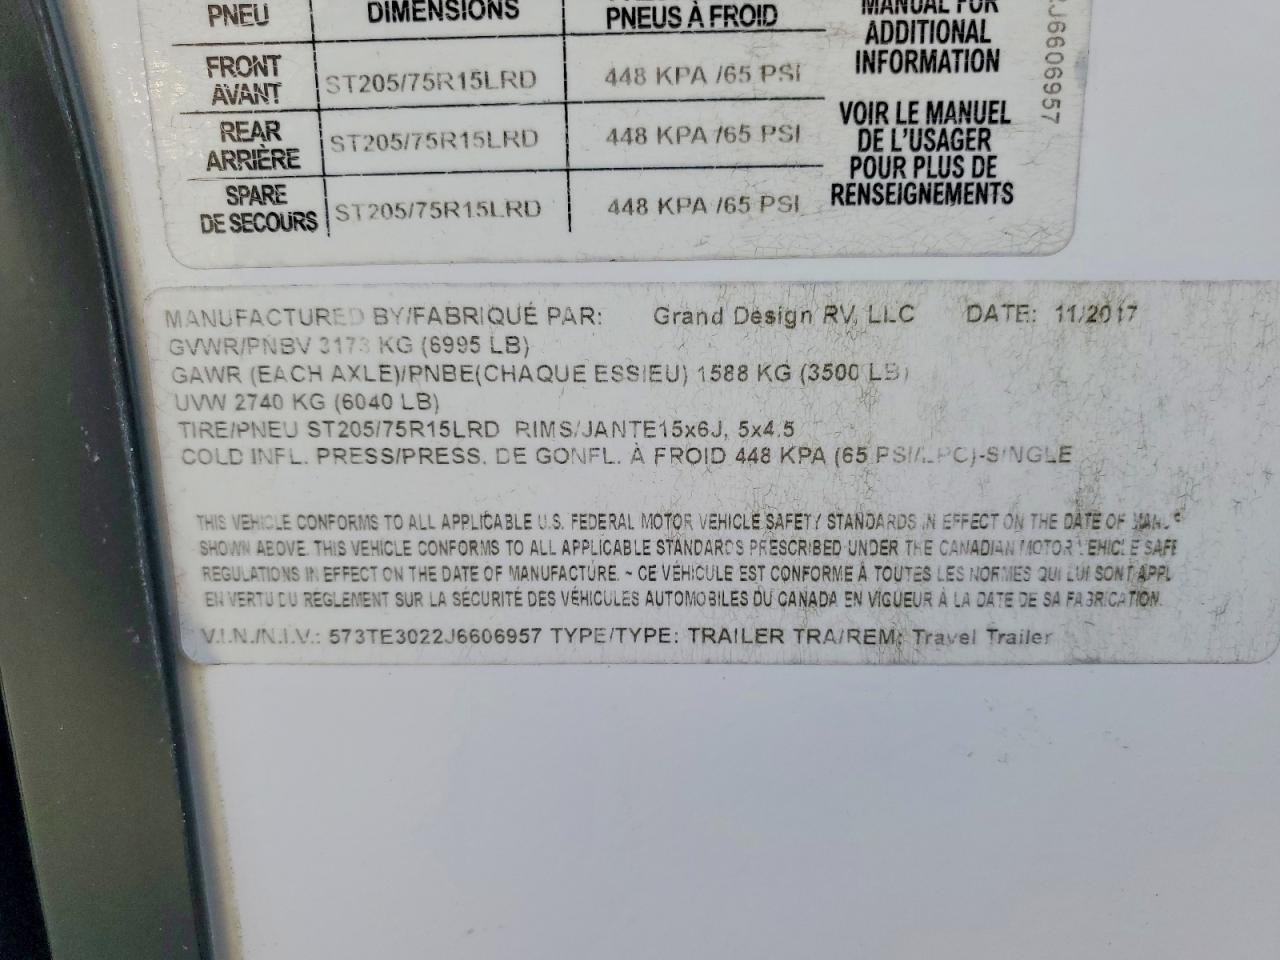 PNEU DIMENSIONS PNEUS À FROID
MANUAL FOR
ADDITIONAL
INFORMATION
FRONT
AVANT ST205/75R15LRD 448 KPA /65 PSI
REAR
ARRIÈRE ST205/75R15LRD 448 KPA /65 PSI
SPARE
DE SECOURS ST205/75R15LRD 448 KPA /65 PSI
VOIR LE MANUEL
DE L'USAGER
POUR PLUS DE
RENSEIGNEMENTS
J6606957
MANUFACTURED BY/FABRIQUÉ PAR: Grand Design RV, LLC DATE: 11/2017
GVWR/PNBV 3173 KG (6995 LB)
GAWR (EACH AXLE)/PNBE(CHAQUE ESSIEU) 1588 KG (3500 LB)
UVW 2740 KG (6040 LB)
TIRE/PNEU ST205/75R15LRD RIMS/JANTE15x6J, 5x4.5
COLD INFL. PRESS/PRESS. DE GONFL. À FROID 448 KPA (65 PSI/LPC)-SINGLE
THIS VEHICLE CONFORMS TO ALL APPLICABLE U.S. FEDERAL MOTOR VEHICLE SAFETY STANDARDS IN EFFECT ON THE DATE OF
SHOWN ABOVE. THIS VEHICLE CONFORMS TO ALL APPLICABLE STANDARDS PRESCRIBED UNDER THE CANADIAN MOTOR VEHICLE SAFE
REGULATIONS IN EFFECT ON THE DATE OF MANUFACTURE. ~ CE VÉHICULE EST CONFORME À TOUTES LES NORMES QUI LUI SONT APPL
EN VERTU DU RÈGLEMENT SUR LA SÉCURITÉ DES VÉHICULES AUTOMOBILES DU CANADA EN VIGUEUR À LA DATE DE SA FABRICATION.
V.I.N./N.I.V.: 573TE3022J6606957 TYPE/TYPE: TRAILER TRA/REM: Travel Trailer